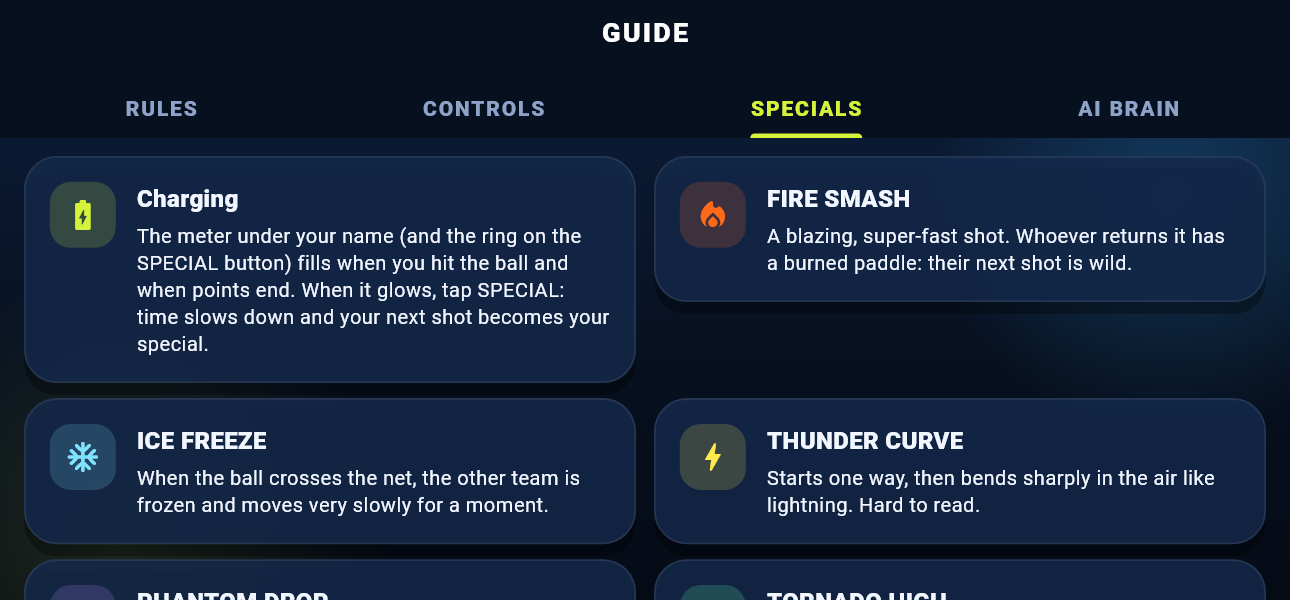 GUIDE
RULES
CONTROLS
SPECIALS
AI BRAIN
Charging
The meter under your name (and the ring on the
SPECIAL button) fills when you hit the ball and
when points end. When it glows, tap SPECIAL:
time slows down and your next shot becomes your
special.
FIRE SMASH
A blazing, super-fast shot. Whoever returns it has
a burned paddle: their next shot is wild.
ICE FREEZE
When the ball crosses the net, the other team is
frozen and moves very slowly for a moment.
THUNDER CURVE
Starts one way, then bends sharply in the air like
lightning. Hard to read.
PHANTOM DROP